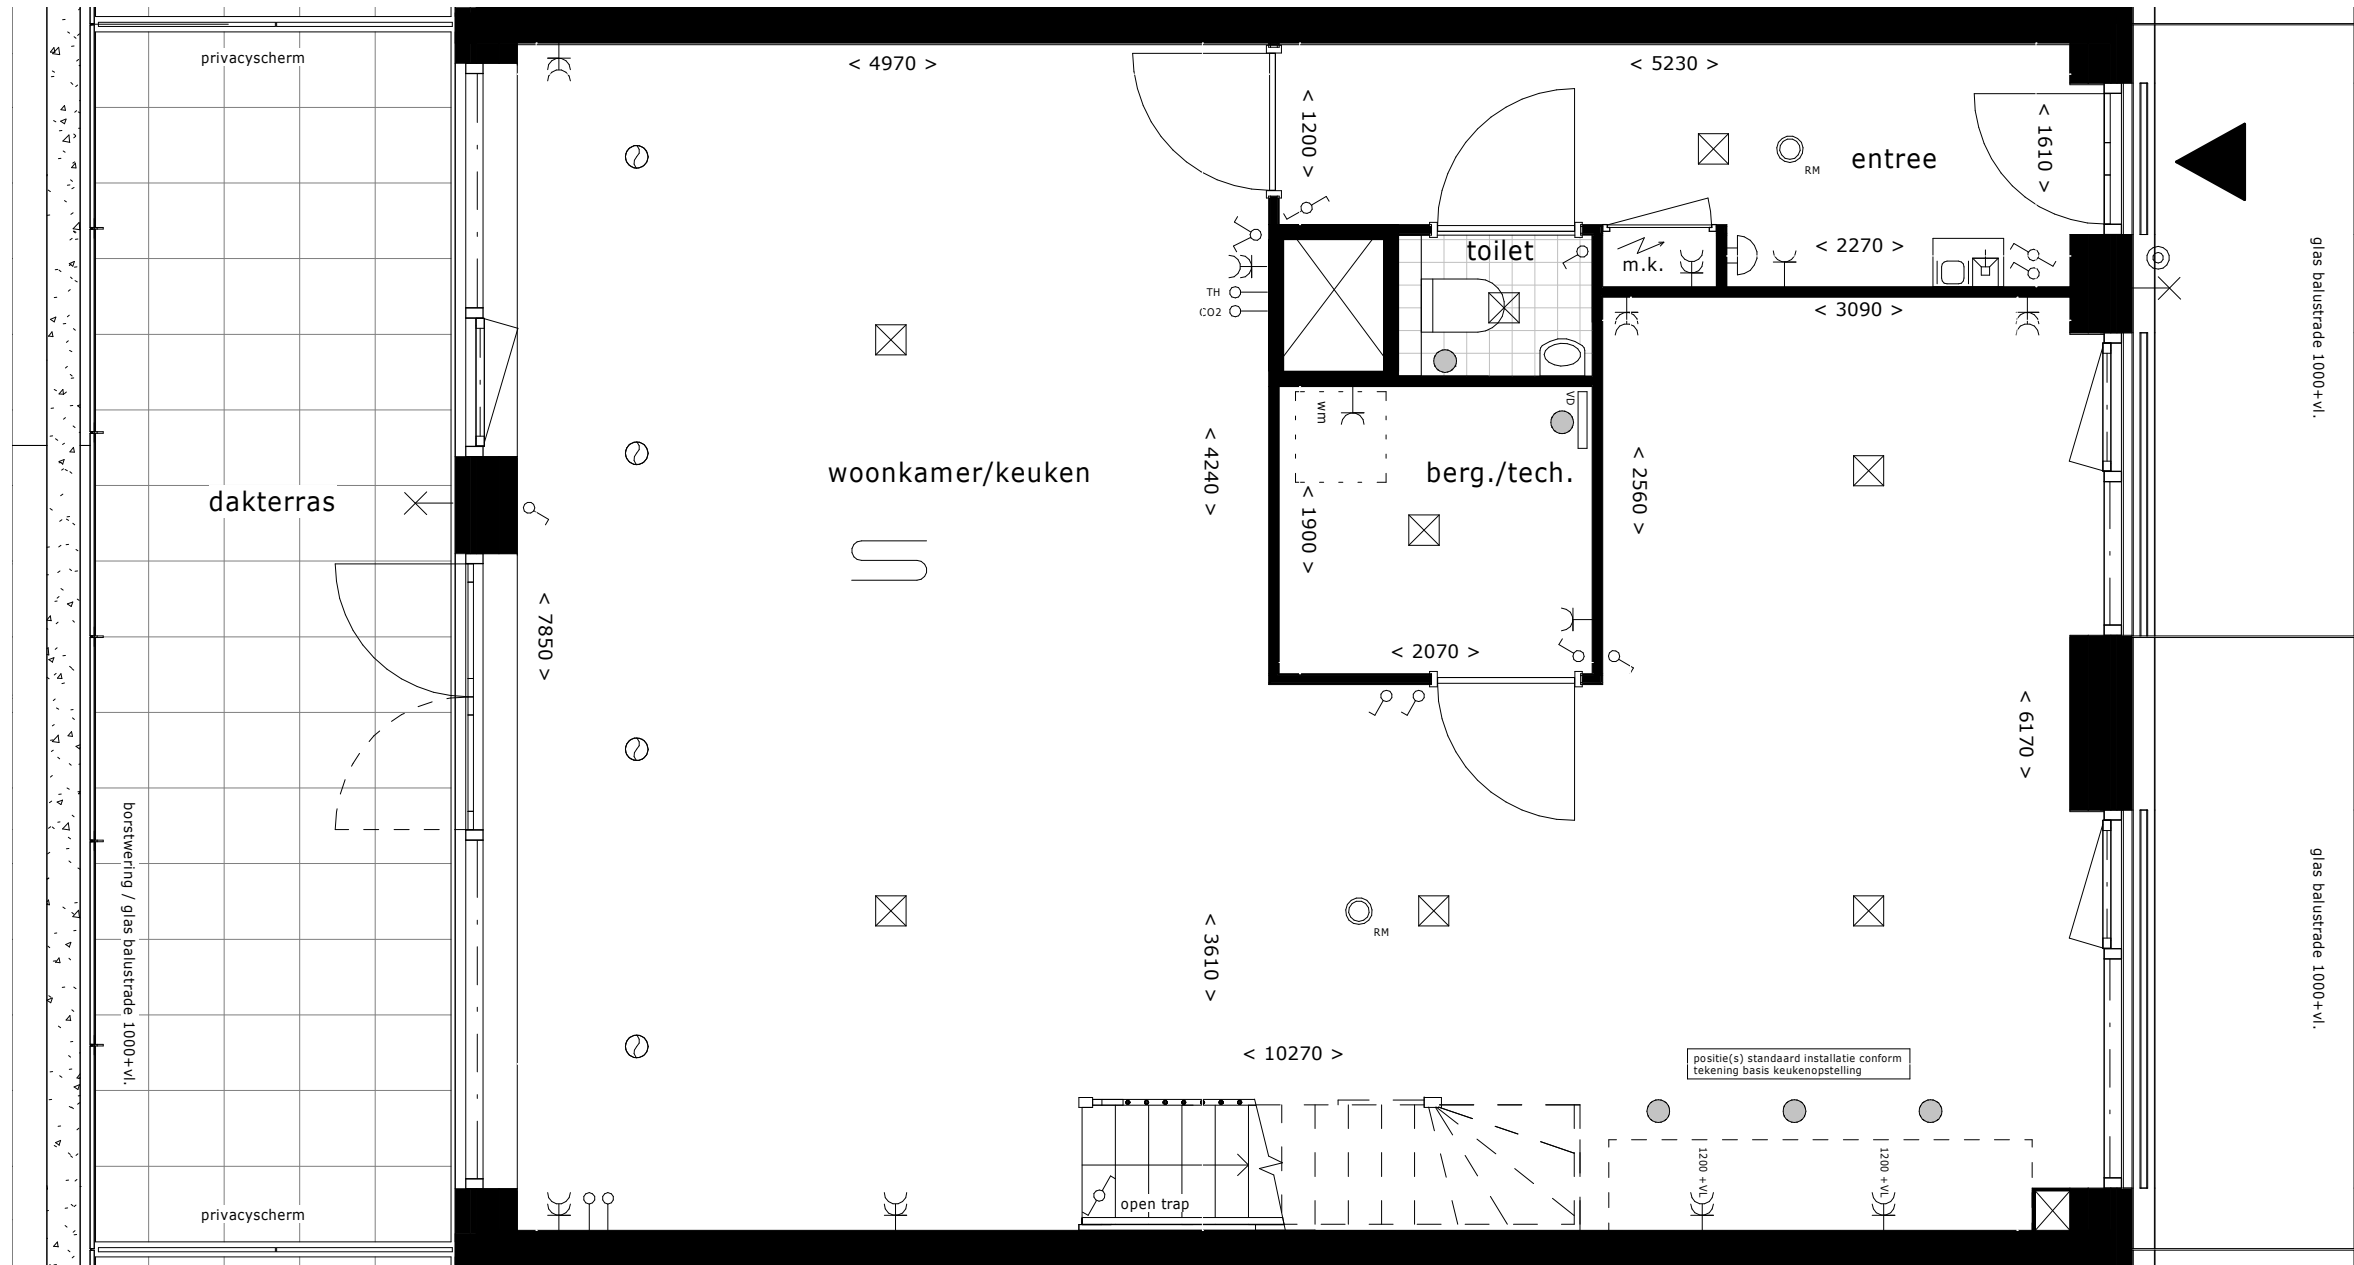 privacyscherm
< 4970 >
< 5230 >
< 1200 >
< 1610 >
RM
entree
toilet
m.k.
< 2270 >
glas balustrade 1000+vl.
TH
CO2
< 3090 >
wm
VD
woonkamer/keuken
berg./tech.
< 4240 >
< 1900 >
< 2560 >
dakterras
< 7850 >
< 2070 >
< 6170 >
borstwering / glas balustrade 1000+vl.
RM
< 3610 >
glas balustrade 1000+vl.
< 10270 >
positie(s) standaard installatie conform
tekening basis keukenopstelling
1200 +VL
1200 +VL
open trap
privacyscherm